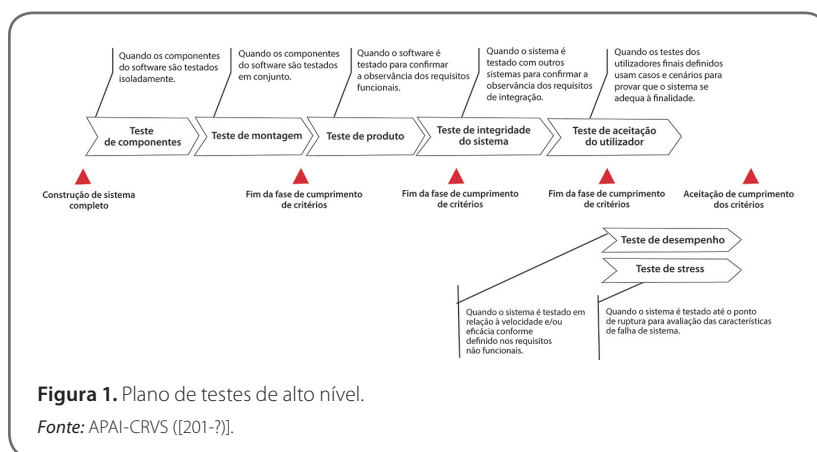 Quando os componentes
do software são testados
isoladamente.
Quando os componentes
do software são testados
em conjunto.
Quando o software é
testado para confirmar
a observância dos requisitos
funcionais.
Quando o sistema é
testado com outros
sistemas para confirmar a
observância dos requisitos
de integração.
Quando os testes dos
utilizadores finais definidos
usam casos e cenários para
provar que o sistema se
adequa à finalidade.
Teste
de componentes
Teste de montagem
Teste de produto
Teste de integridade
do sistema
Teste de aceitação
do utilizador
Construção de sistema
completo
Fim da fase de cumprimento
de critérios
Fim da fase de cumprimento
de critérios
Fim da fase de cumprimento
de critérios
Aceitação de cumprimento
dos critérios
Teste de desempenho
Teste de stress
Quando o sistema é testado em
relação à velocidade e/ou
eficácia conforme
definido nos requisitos
não funcionais.
Quando o sistema é testado até o ponto
de ruptura para avaliação das características
de falha de sistema.
Figura 1. Plano de testes de alto nível.
Fonte: APAI-CRVS ([201-?)].